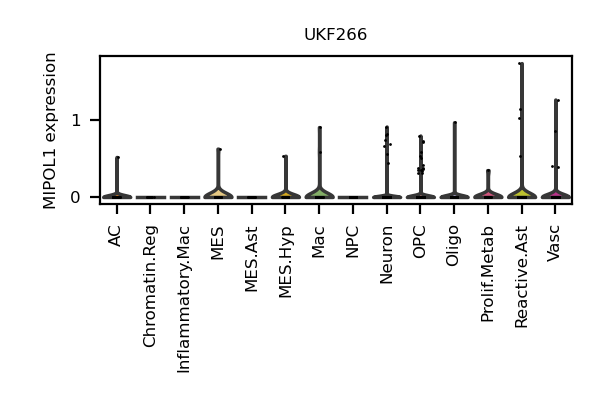 UKF266
MIPOL1 expression
1
0
AC
Chromatin.Reg
Inflammatory.Mac
MES
MES.Ast
MES.Hyp
Mac
NPC
Neuron
OPC
Oligo
Prolif.Metab
Reactive.Ast
Vasc